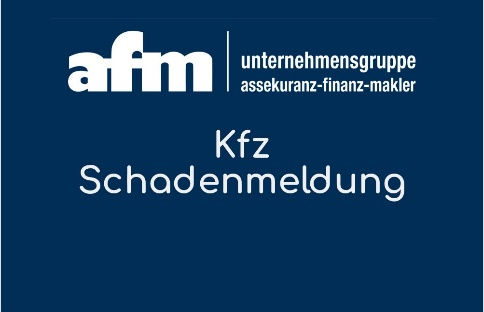 afm
unternehmensgruppe
assekuranz-finanz-makler
Kfz
Schadenmeldung